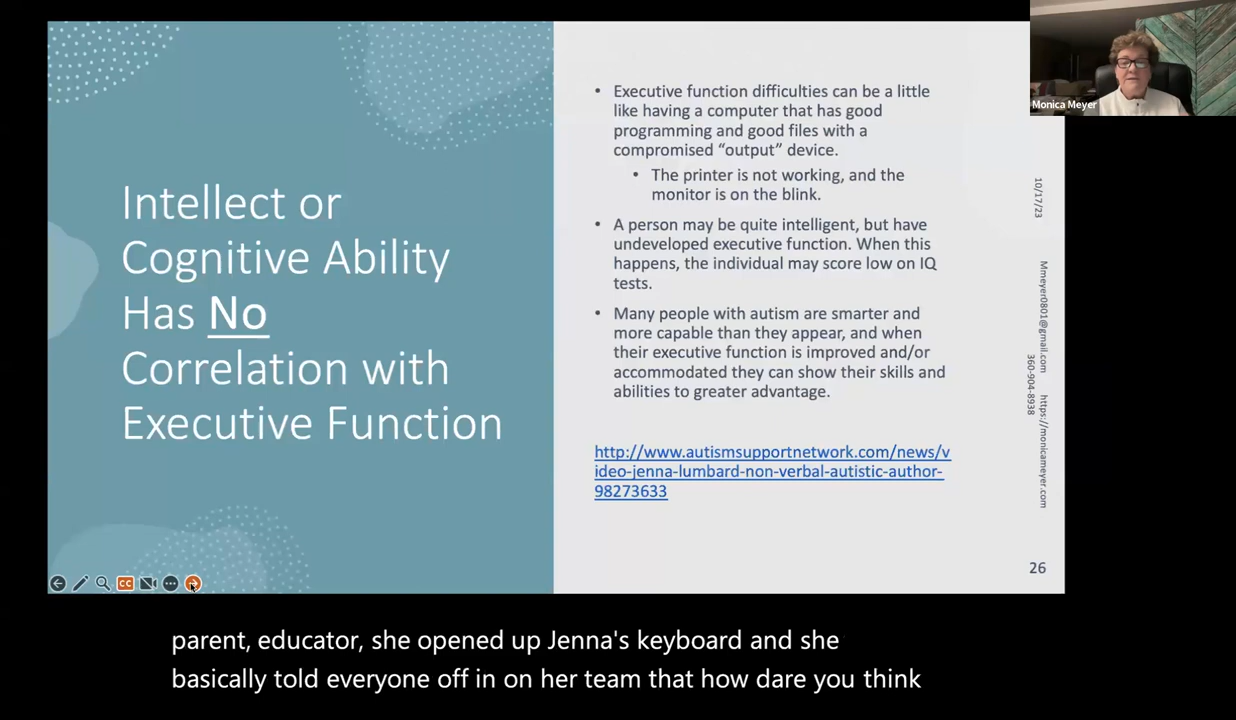 Intellect or
Cognitive Ability
Has No
Correlation with
Executive Function
• Executive function difficulties can be a little
like having a computer that has good
programming and good files with a
compromised “output” device.
• The printer is not working, and the
monitor is on the blink.
• A person may be quite intelligent, but have
undeveloped executive function. When this
happens, the individual may score low on IQ
tests.
• Many people with autism are smarter and
more capable than they appear, and when
their executive function is improved and/or
accommodated they can show their skills and
abilities to greater advantage.
http://www.autismsupportnetwork.com/news/v
ideo-jenna-lumbard-non-verbal-autistic-author-
98273633
10/17/23
Mmeyer0801@gmail.com https://monicameyer.com
360-904-8938
26
Monica Meyer
CC
parent, educator, she opened up Jenna's keyboard and she
basically told everyone off in on her team that how dare you think